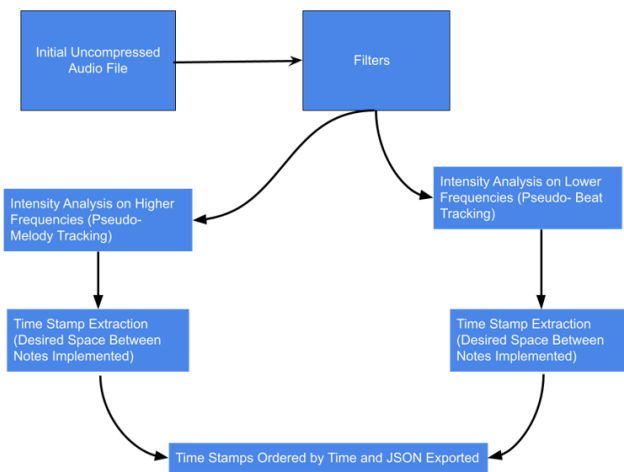 Initial Uncompressed
Audio File
Filters
Intensity Analysis on Higher
Frequencies (Pseudo-
Melody Tracking)
Intensity Analysis on Lower
Frequencies (Pseudo- Beat
Tracking)
Time Stamp Extraction
(Desired Space Between
Notes Implemented)
Time Stamp Extraction
(Desired Space Between
Notes Implemented)
Time Stamps Ordered by Time and JSON Exported